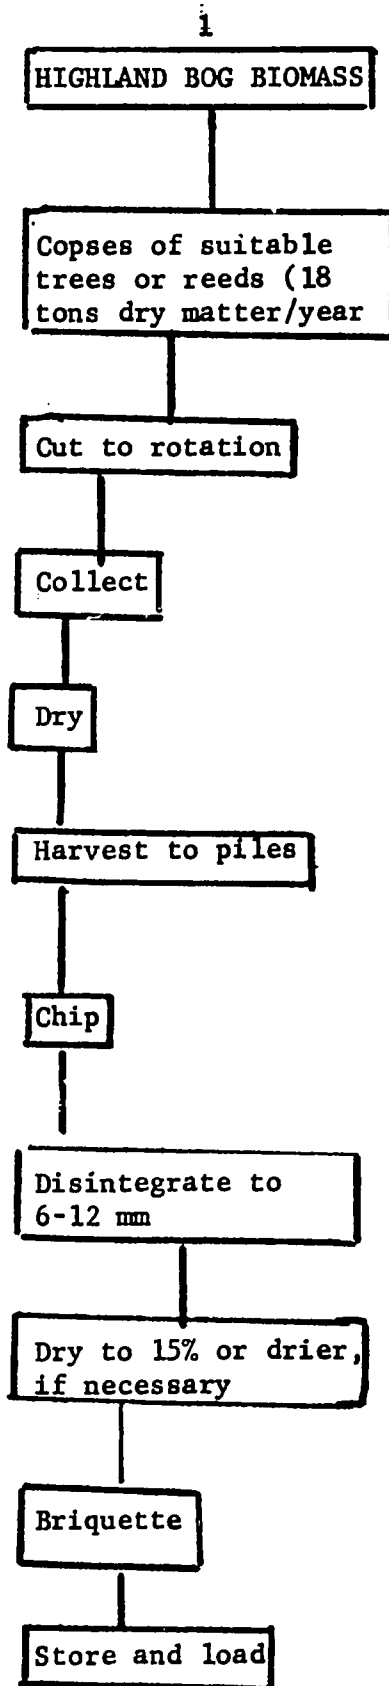 1
HIGHLAND BOG BIOMASS
Copses of suitable
trees or reeds (18
tons dry matter/year
Cut to rotation
Collect
Dry
Harvest to piles
Chip
Disintegrate to
6-12 mm
Dry to 15% or drier,
if necessary
Briquette
Store and load